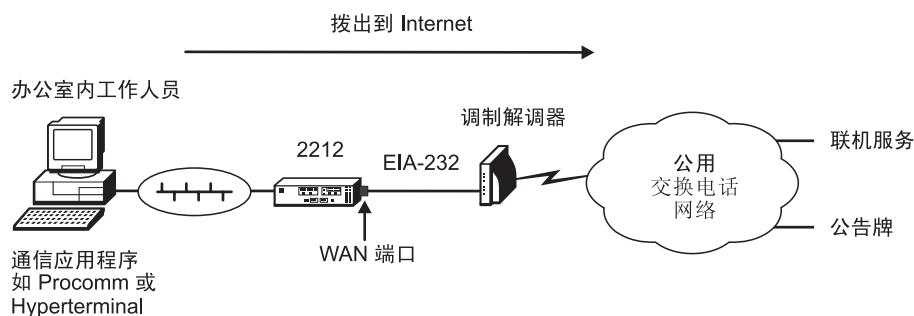 拨出到 Internet
办公室内工作人员
调制解调器
2212
EIA-232
联机服务
公用
交换电话
网络
公告牌
WAN 端口
通信应用程序
如 Procomm 或
Hyperterminal